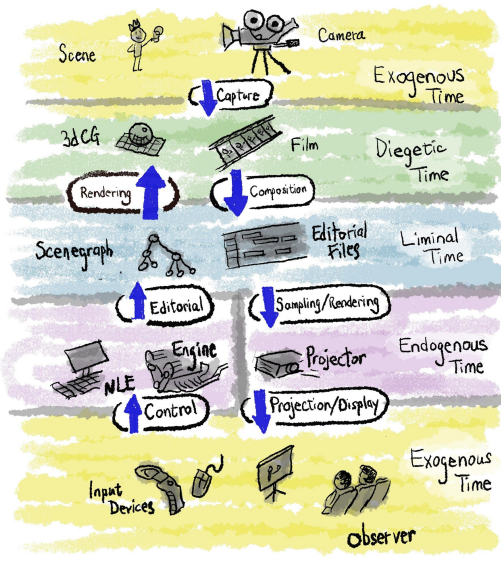 Scene
Camera
Exogenous
Time
Capture
3dCG
Film
Diegetic
Time
Rendering
Composition
Scenegraph
Editorial
Files
Liminal
Time
Editorial
Sampling/Rendering
NLE
Engine
Projector
Endogenous
Time
Control
Projection/Display
Input
Devices
Exogenous
Time
Observer